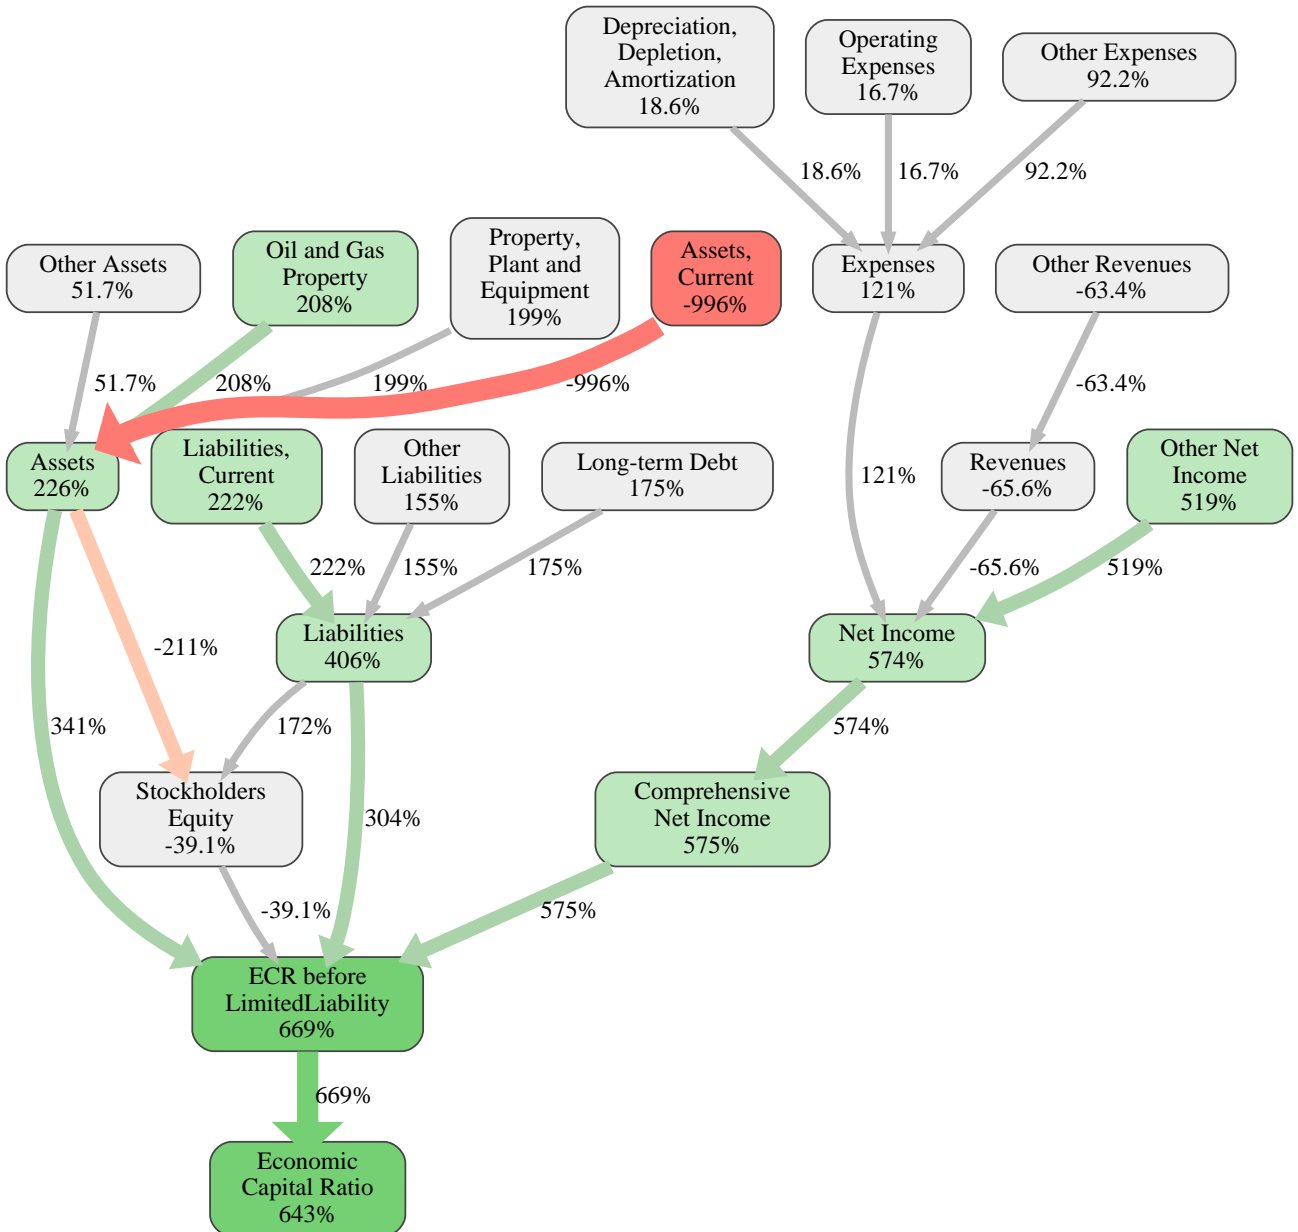 Depreciation,
Depletion,
Amortization
18.6%
Operating
Expenses
16.7%
Other Expenses
92.2%
18.6%
16.7%
92.2%
Other Assets
51.7%
Oil and Gas
Property
208%
Property,
Plant and
Equipment
199%
Assets,
Current
-996%
Expenses
121%
Other Revenues
-63.4%
51.7%
208%
199%
-996%
-63.4%
Assets
226%
Liabilities,
Current
222%
Other
Liabilities
155%
Long-term Debt
175%
121%
Revenues
-65.6%
Other Net
Income
519%
222%
155%
175%
-65.6%
519%
Liabilities
406%
Net Income
574%
-211%
341%
172%
574%
Stockholders
Equity
-39.1%
304%
Comprehensive
Net Income
575%
-39.1%
575%
ECR before
LimitedLiability
669%
669%
Economic
Capital Ratio
643%